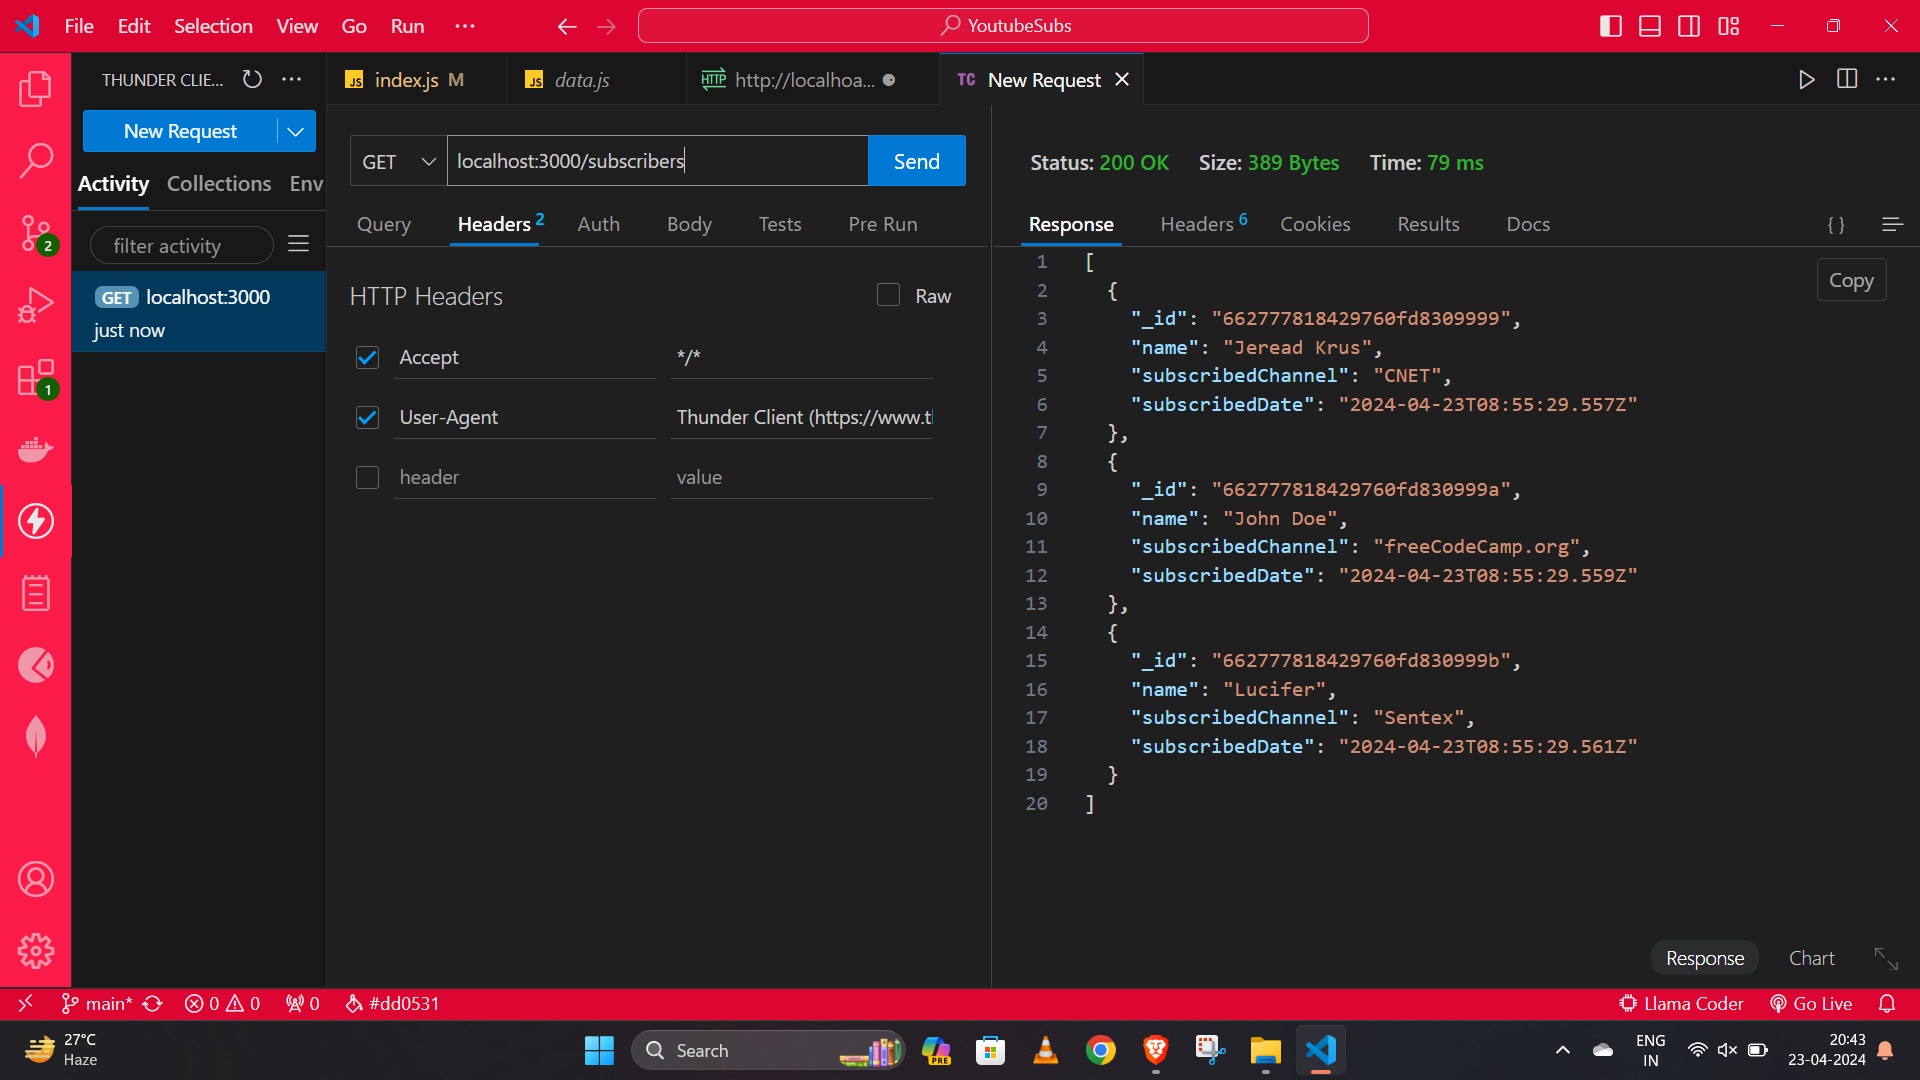 File Edit Selection View Go Run ...
YoutubeSubs
THUNDER CLIE... ...
index.js M
data.js
HTTP http://localhoa...
TC New Request
New Request
Activity Collections Env
filter activity
GET localhost:3000
just now
2
1
GET localhost:3000/subscribers Send
Query Headers 2 Auth Body Tests Pre Run
HTTP Headers Raw
Accept */*
User-Agent Thunder Client (https://www.tl
header value
Status: 200 OK Size: 389 Bytes Time: 79 ms
Response Headers 6 Cookies Results Docs { }
Copy
1 [
2 {
3 "_id": "662777818429760fd8309999",
4 "name": "Jeread Krus",
5 "subscribedChannel": "CNET",
6 "subscribedDate": "2024-04-23T08:55:29.557Z"
7 },
8 {
9 "_id": "662777818429760fd830999a",
10 "name": "John Doe",
11 "subscribedChannel": "freeCodeCamp.org",
12 "subscribedDate": "2024-04-23T08:55:29.559Z"
13 },
14 {
15 "_id": "662777818429760fd830999b",
16 "name": "Lucifer",
17 "subscribedChannel": "Sentex",
18 "subscribedDate": "2024-04-23T08:55:29.561Z"
19 }
20 ]
Response Chart
main* 0 0 0 #dd0531
Llama Coder Go Live
27°C
Haze
Search
PRE
ENG
IN
20:43
23-04-2024